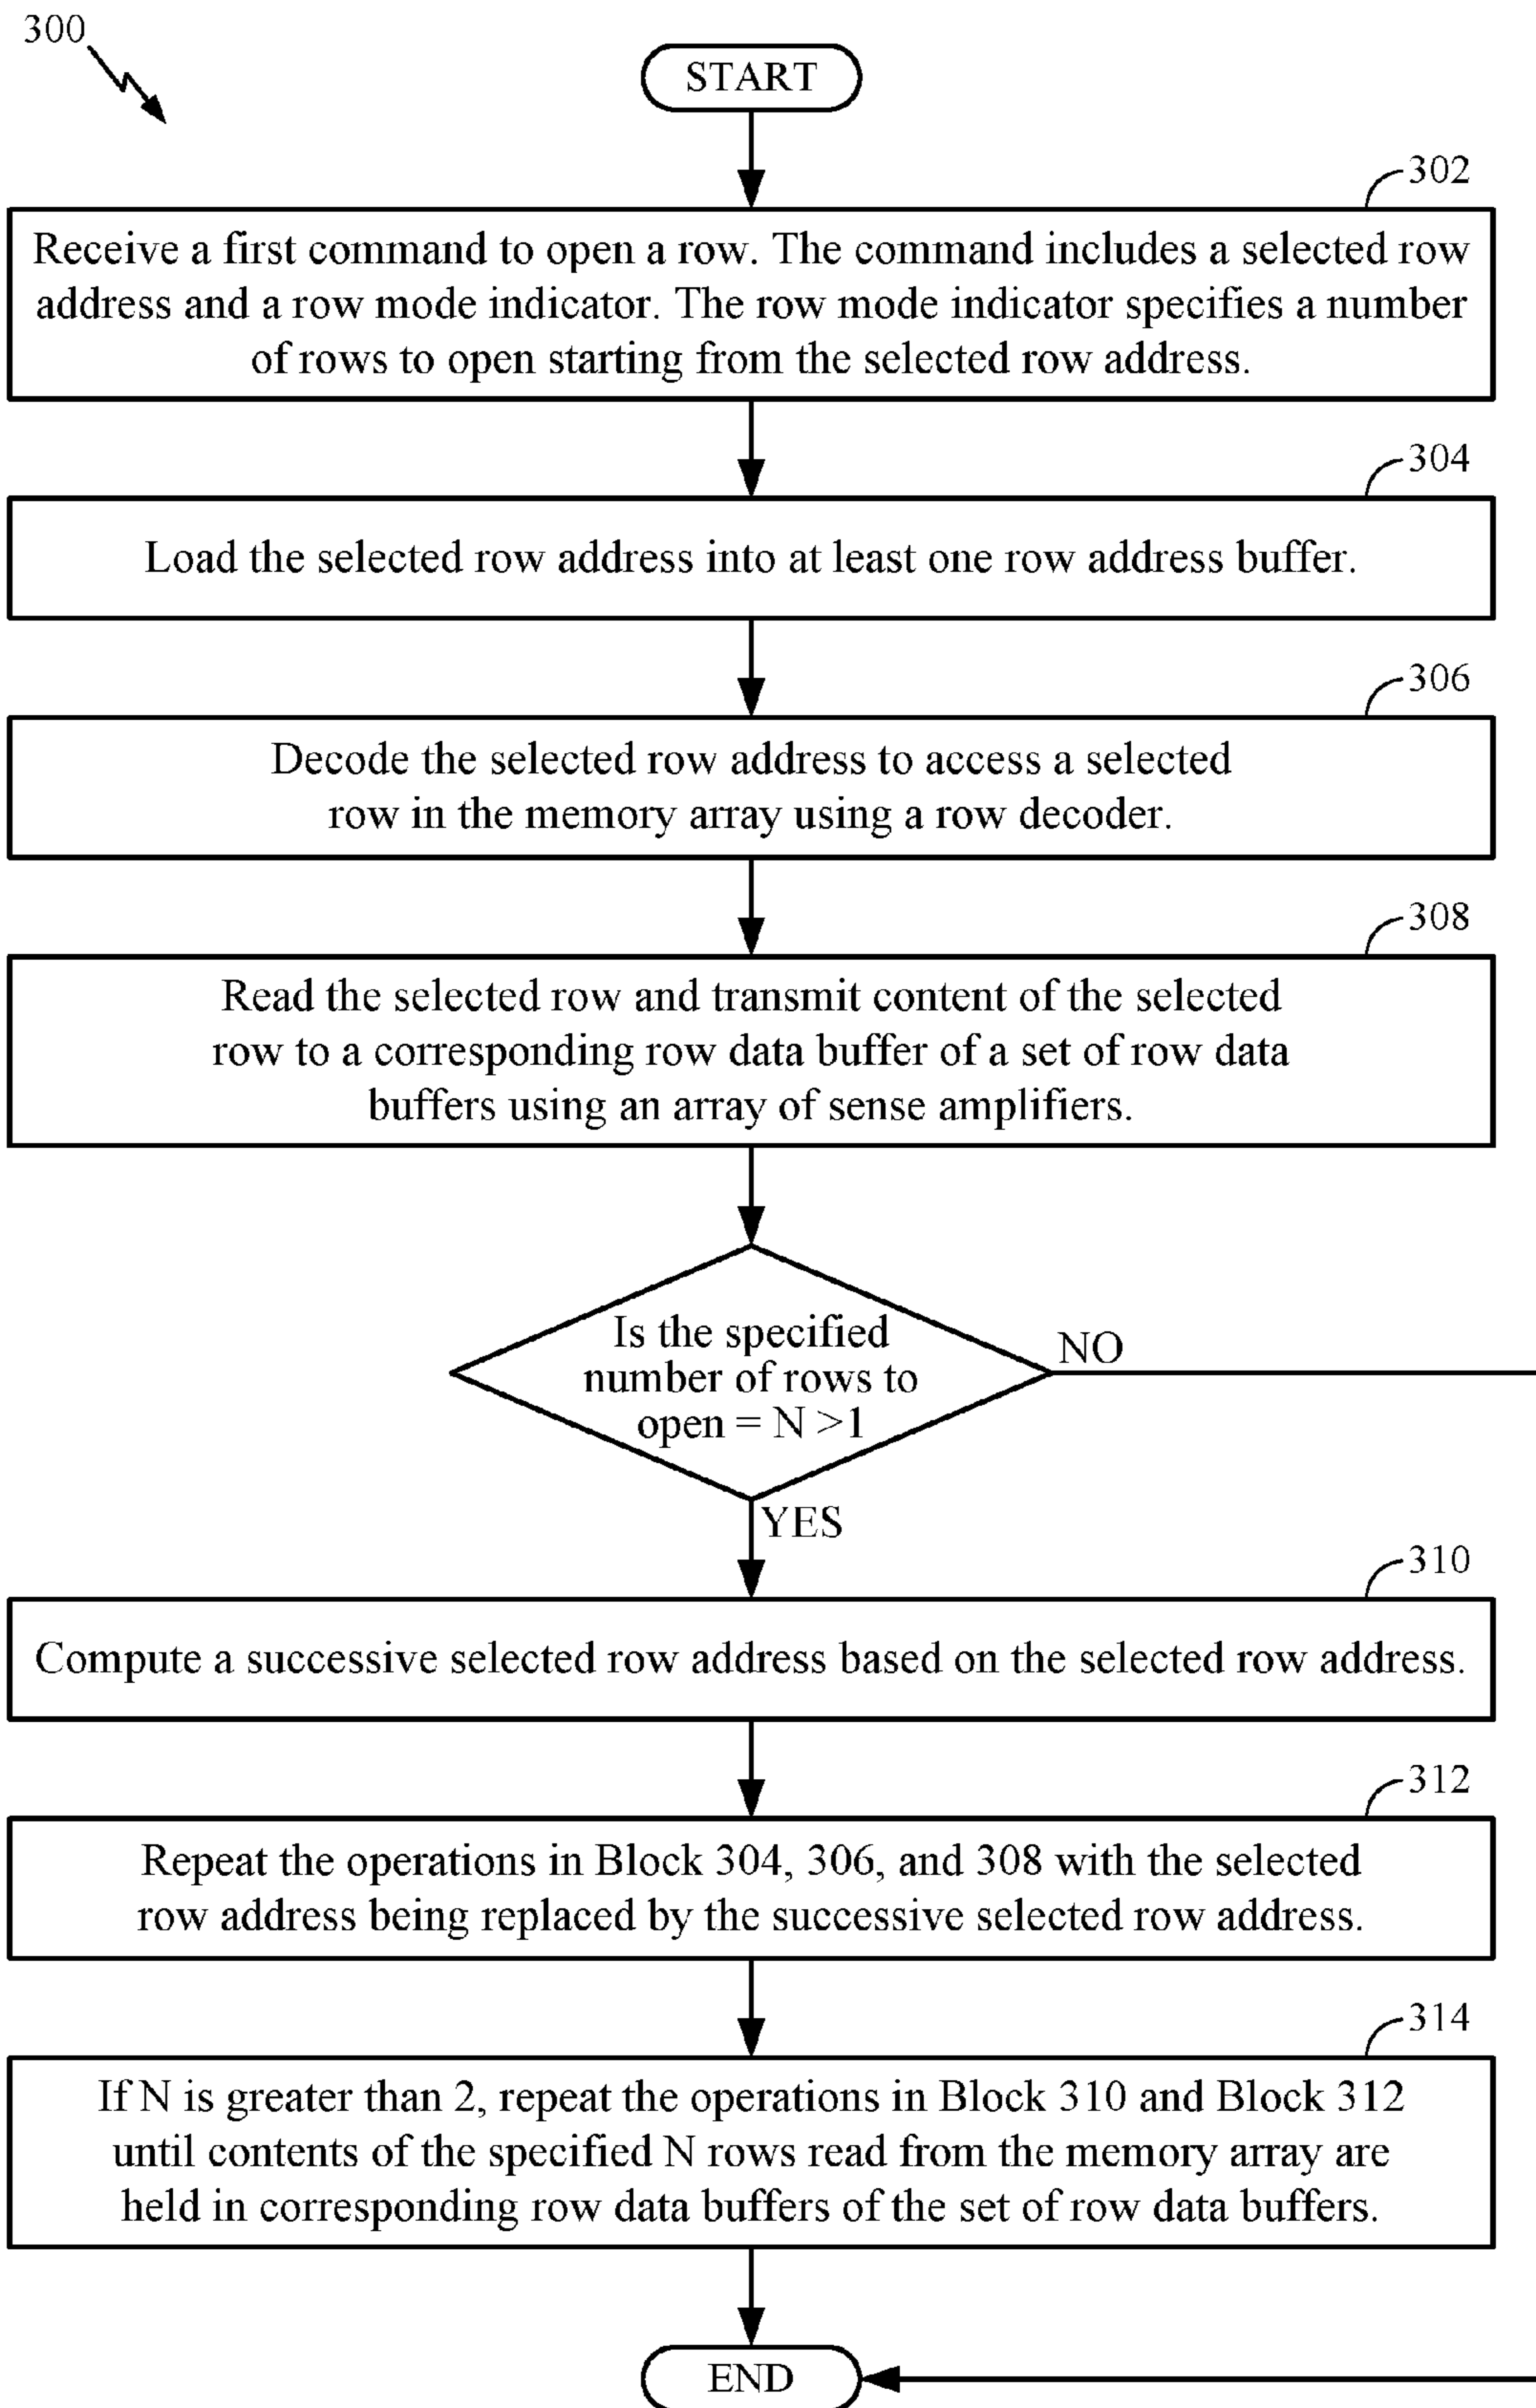 300
START
302
Receive a first command to open a row. The command includes a selected row
address and a row mode indicator. The row mode indicator specifies a number
of rows to open starting from the selected row address.
304
Load the selected row address into at least one row address buffer.
306
Decode the selected row address to access a selected
row in the memory array using a row decoder.
308
Read the selected row and transmit content of the selected
row to a corresponding row data buffer of a set of row data
buffers using an array of sense amplifiers.
Is the specified
number of rows to
open = N >1
NO
YES
310
Compute a successive selected row address based on the selected row address.
312
Repeat the operations in Block 304, 306, and 308 with the selected
row address being replaced by the successive selected row address.
314
If N is greater than 2, repeat the operations in Block 310 and Block 312
until contents of the specified N rows read from the memory array are
held in corresponding row data buffers of the set of row data buffers.
END